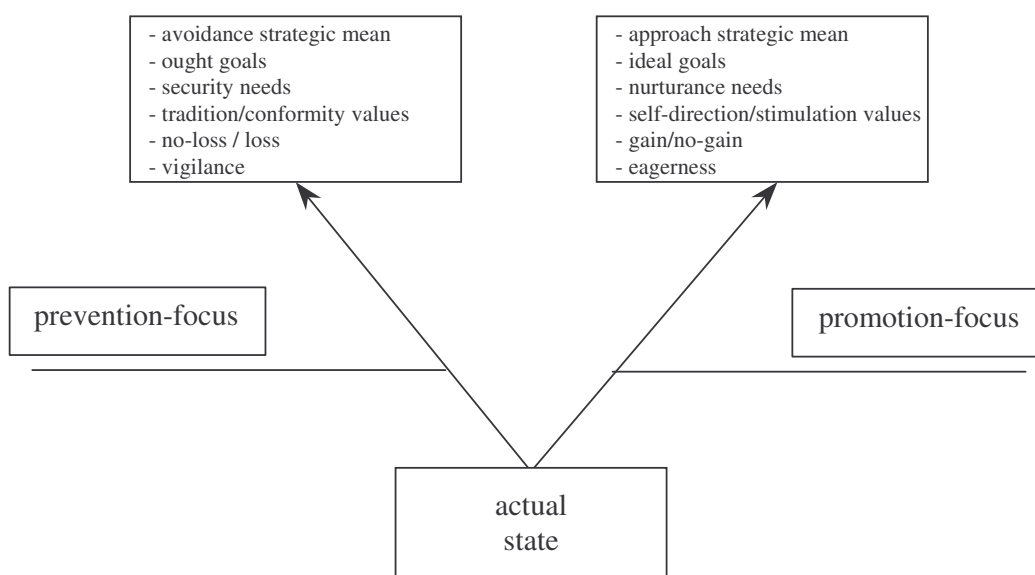 - avoidance strategic mean
- ought goals
- security needs
- tradition/conformity values
- no-loss / loss
- vigilance
- approach strategic mean
- ideal goals
- nurturance needs
- self-direction/stimulation values
- gain/no-gain
- eagerness
prevention-focus
promotion-focus
actual
state